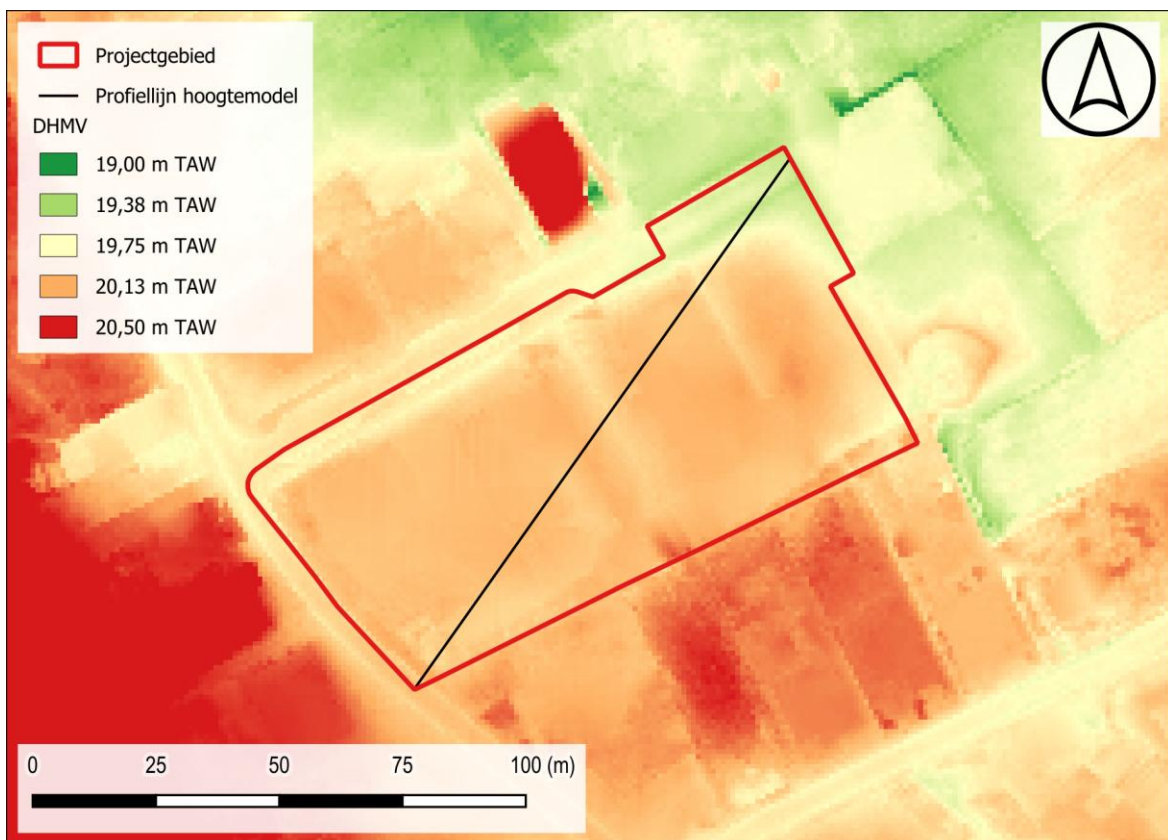 Projectgebied
Profiellijn hoogtemodel
DHMV
19,00 m TAW
19,38 m TAW
19,75 m TAW
20,13 m TAW
20,50 m TAW
0 25 50 75 100 (m)